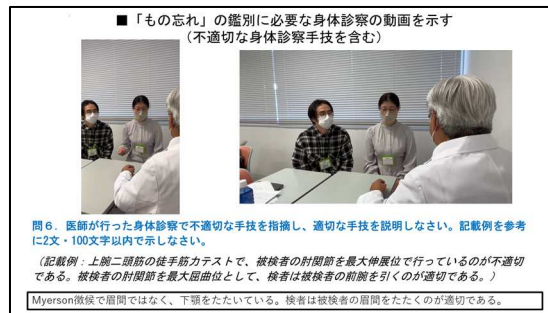 ■「もの忘れ」の鑑別に必要な身体診察の動画を示す
（不適切な身体診察手技を含む）
問6．医師が行った身体診察で不適切な手技を指摘し、適切な手技を説明しなさい。記載例を参考
に2文・100文字以内で示しなさい。
（記載例：上腕二頭筋の徒手筋力テストで、被検者の肘関節を最大伸展位で行っているのが不適切
である。被検者の肘関節を最大屈曲位として、検者は被検者の前腕を引くのが適切である。）
Myerson徴候で眉間ではなく、下顎をたたいている。検者は被検者の眉間をたたくのが適切である。